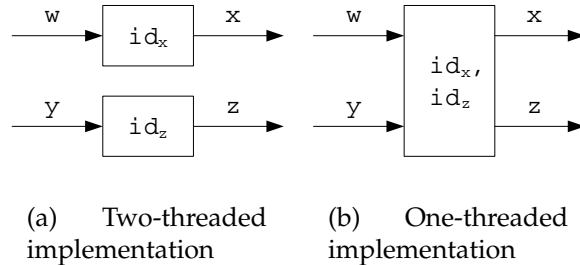 w x w x
id_x id_x,
id_z
y z y z
id_z
(a) Two-threaded implementation
(b) One-threaded implementation